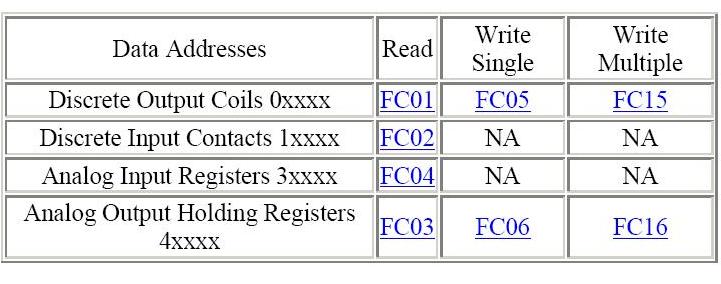 Data Addresses Read Write Single Write Multiple
Discrete Output Coils 0xxxx FC01 FC05 FC15
Discrete Input Contacts 1xxxx FC02 NA NA
Analog Input Registers 3xxxx FC04 NA NA
Analog Output Holding Registers 4xxxx FC03 FC06 FC16